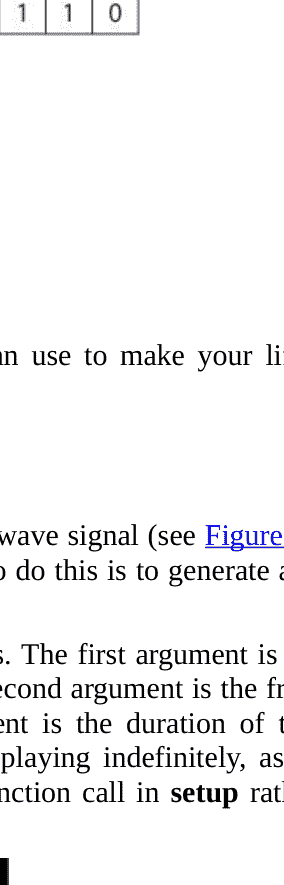 1 1 0
an use to make your li
wave signal (see Figure
o do this is to generate a
s. The first argument is
econd argument is the fr
ent is the duration of t
playing indefinitely, as
nction call in setup rat